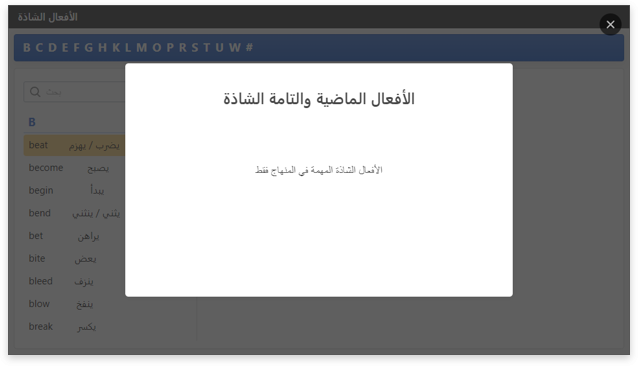 الأفعال الشاذة
B C D E F G H K L M O P R S T U W #
بحث
الأفعال الماضية والتامة الشاذة
الأفعال الشاذة المهمة في المنهاج فقط
B
beat يضرب / يهزم
become يصبح
begin يبدأ
bend يثني / ينثني
bet يراهن
bite يعض
bleed ينزف
blow ينفخ
break يكسر